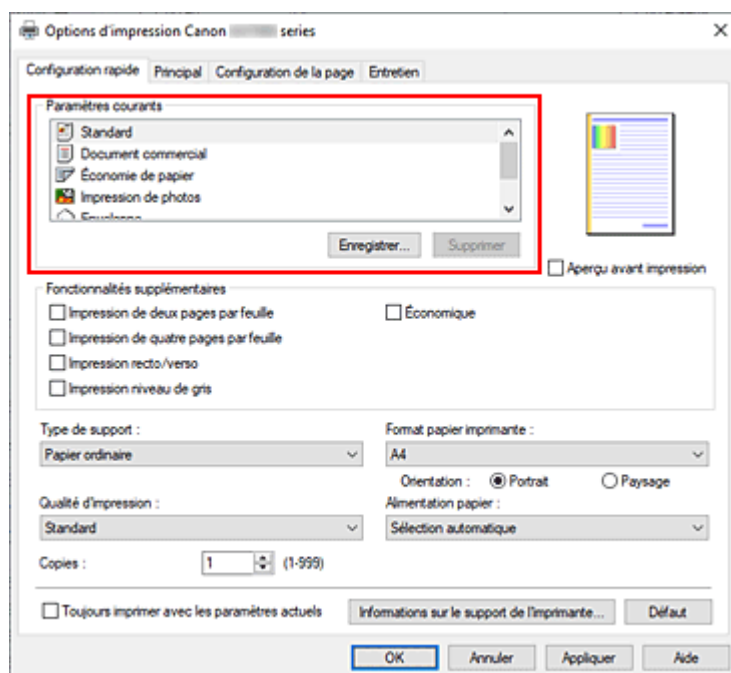 Options d'impression Canon series
Configuration rapide Principal Configuration de la page Entretien
Paramètres courants
Standard
Document commercial
Économie de papier
Impression de photos
Enveloppe
Enregistrer... Supprimer
Aperçu avant impression
Fonctionnalités supplémentaires
Impression de deux pages par feuille Économique
Impression de quatre pages par feuille
Impression recto/verso
Impression niveau de gris
Type de support : Format papier imprimante :
Papier ordinaire A4
Orientation : Portrait Paysage
Qualité d'impression : Alimentation papier :
Standard Sélection automatique
Copies : 1 (1-999)
Toujours imprimer avec les paramètres actuels Informations sur le support de l'imprimante... Défaut
OK Annuler Appliquer Aide